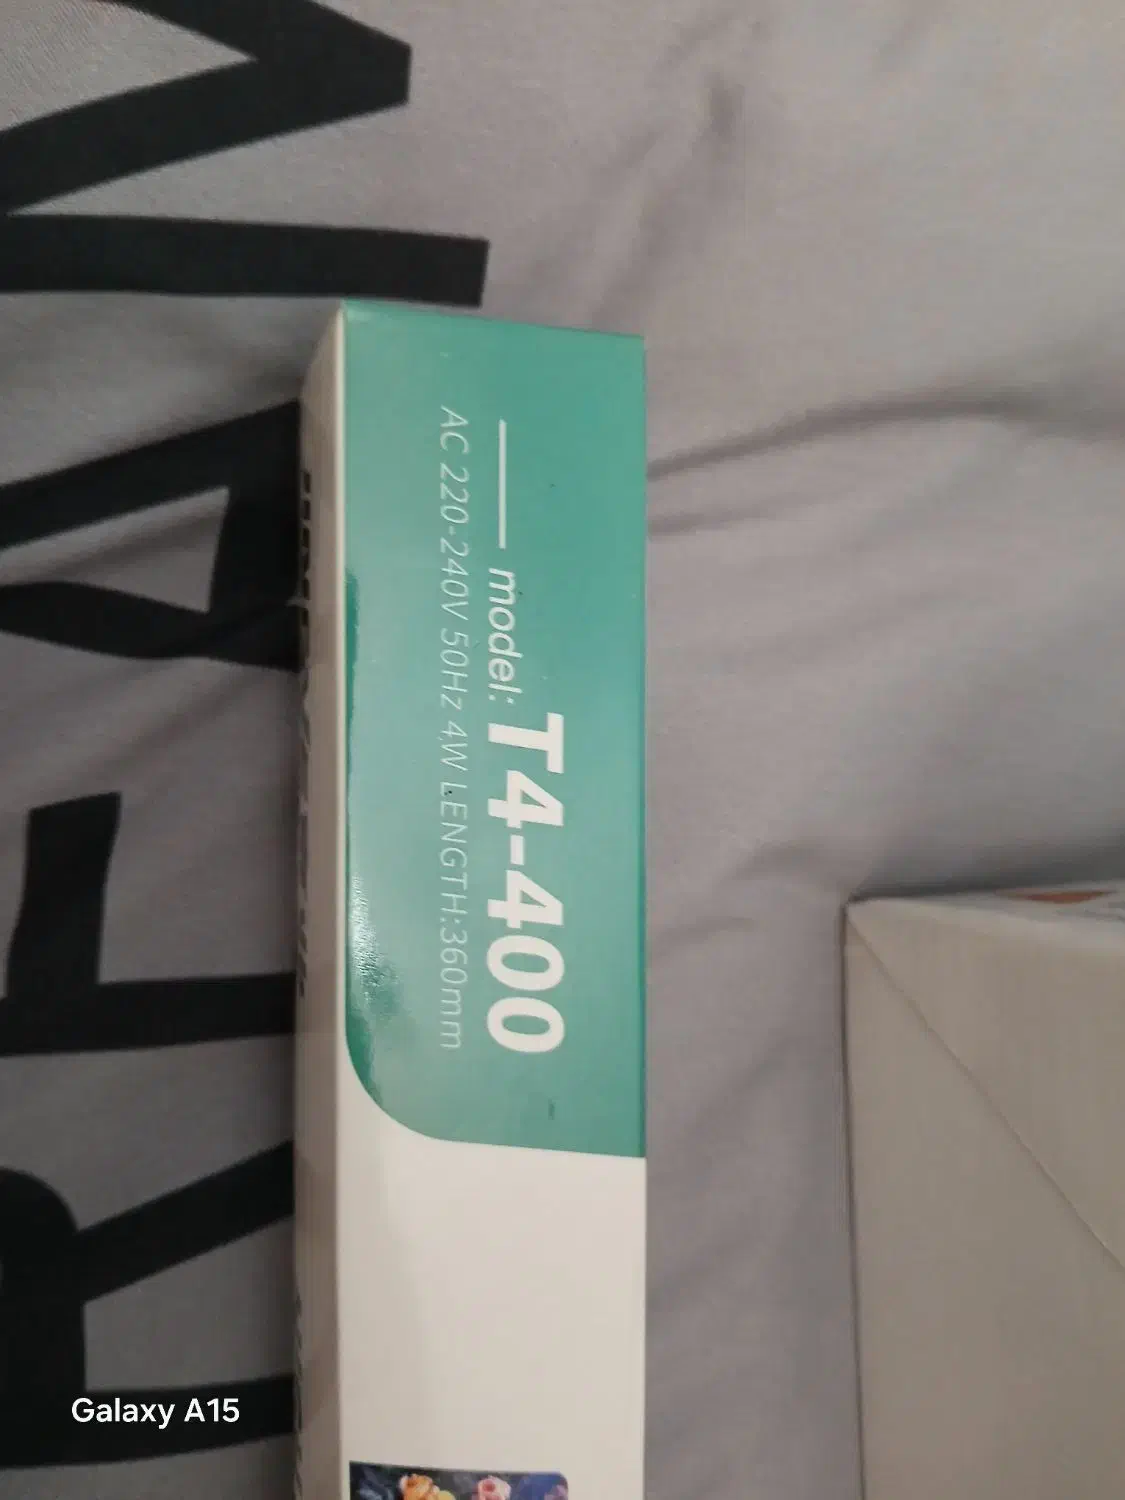 model: T4-400
AC 220-240V 50Hz 4W LENGTH:360mm
Galaxy A15